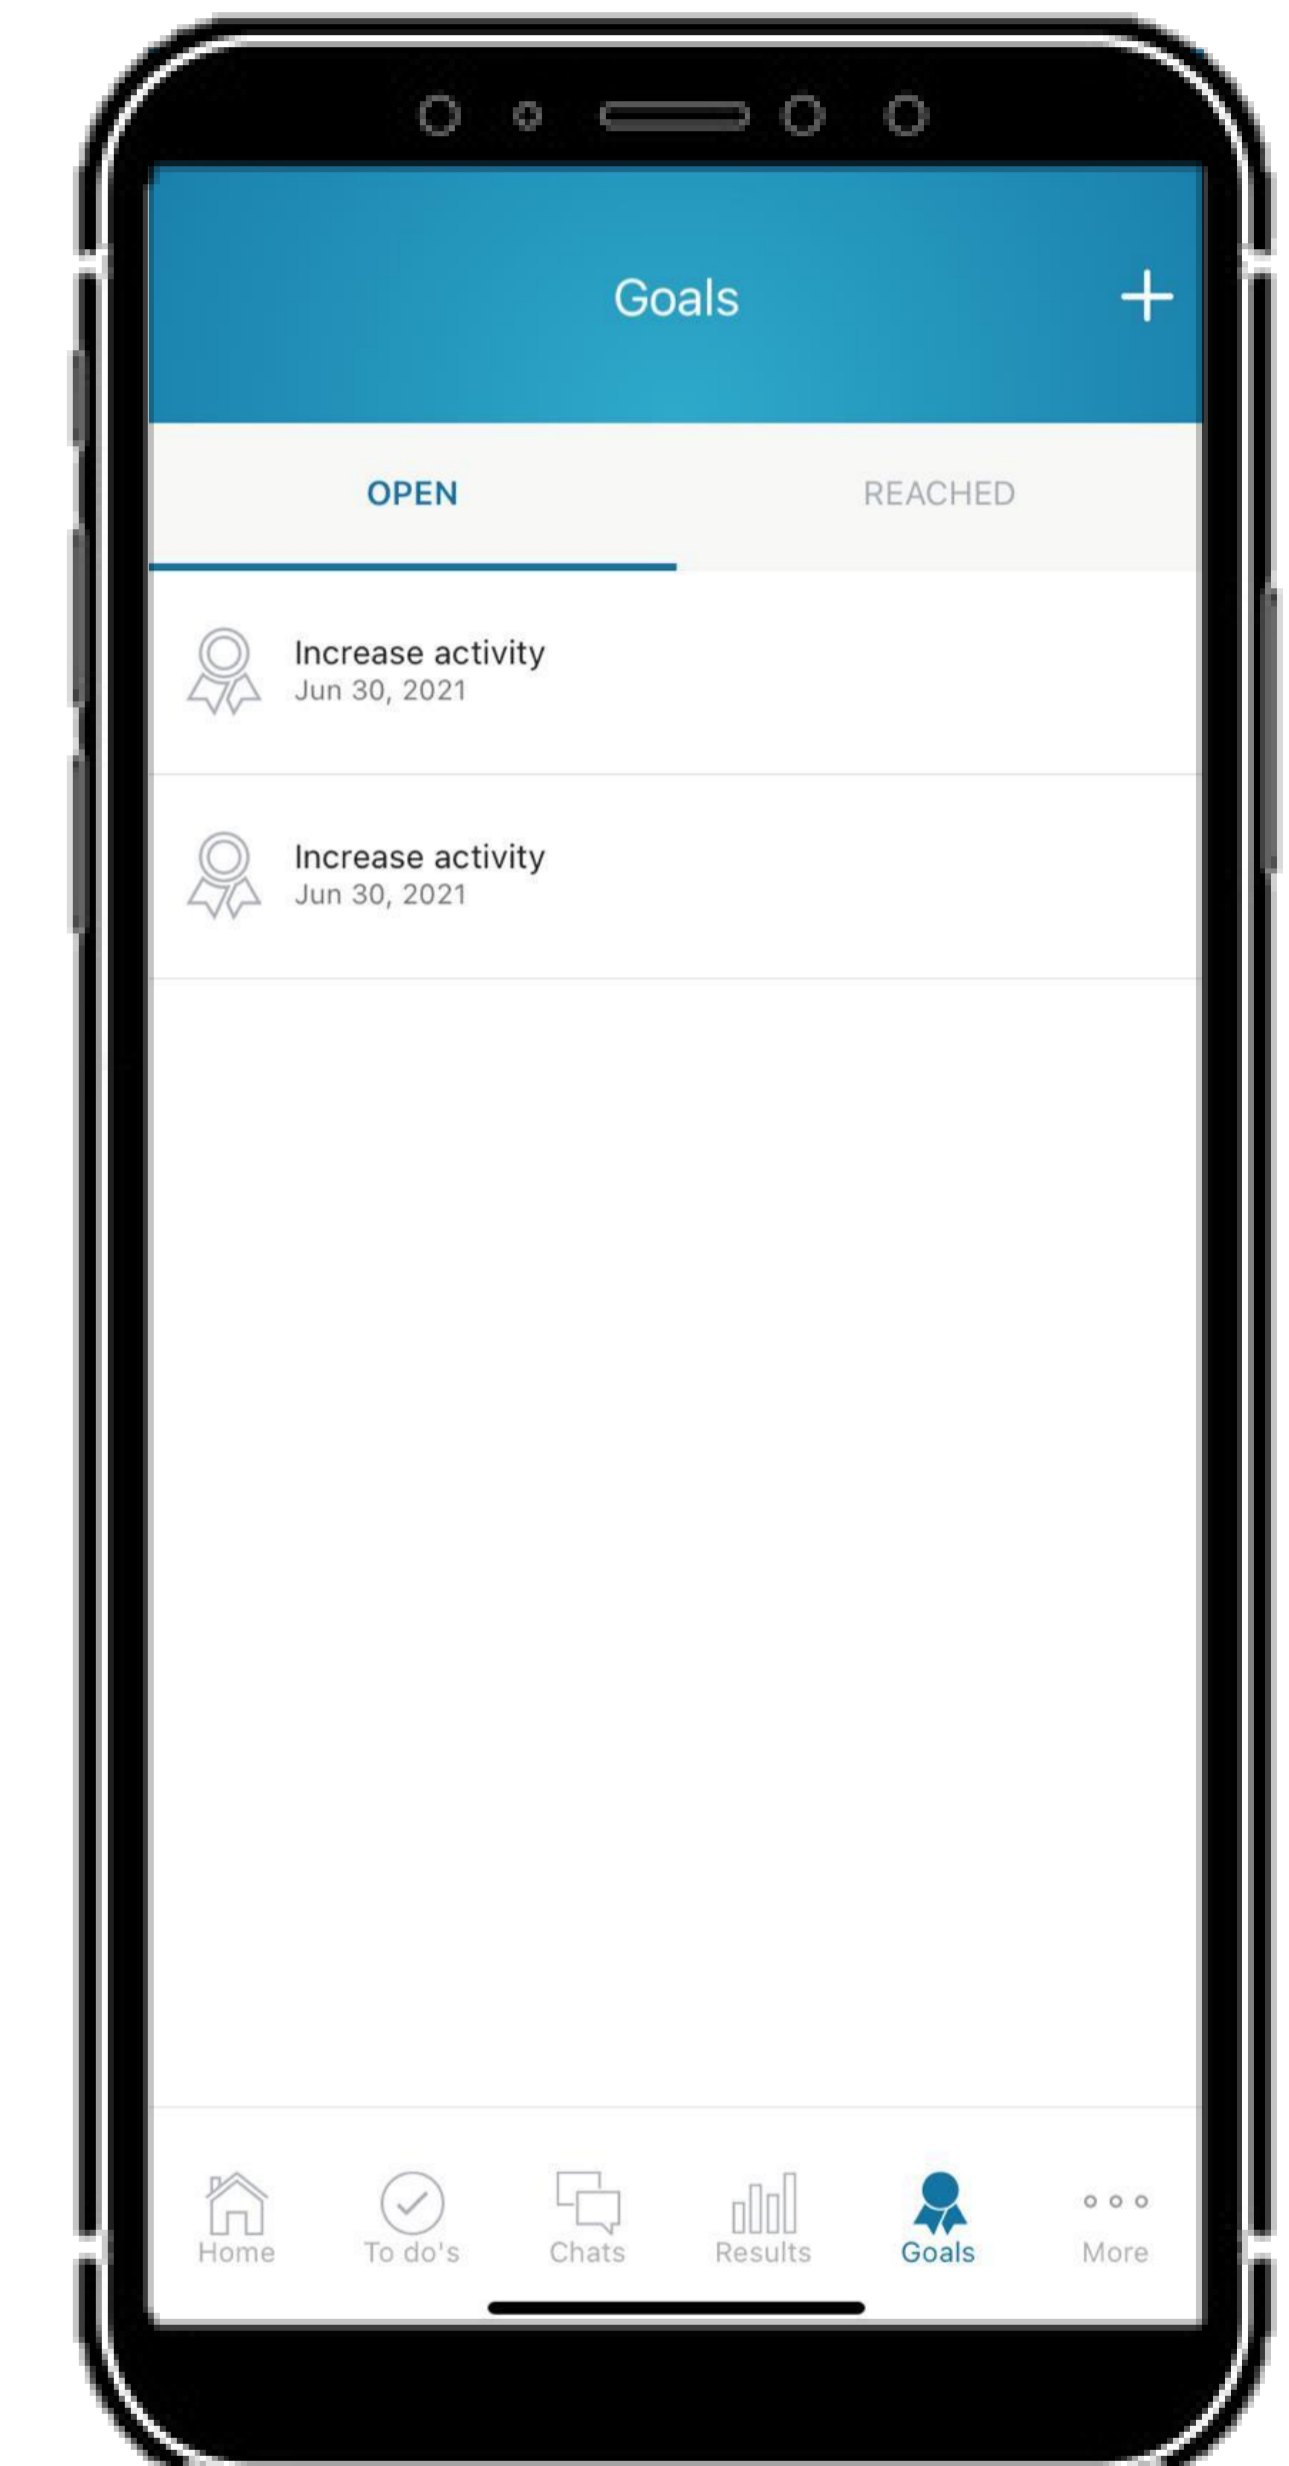 Goals
OPEN
REACHED
Increase activity
Jun 30, 2021
Increase activity
Jun 30, 2021
Home
To do's
Chats
Results
Goals
More